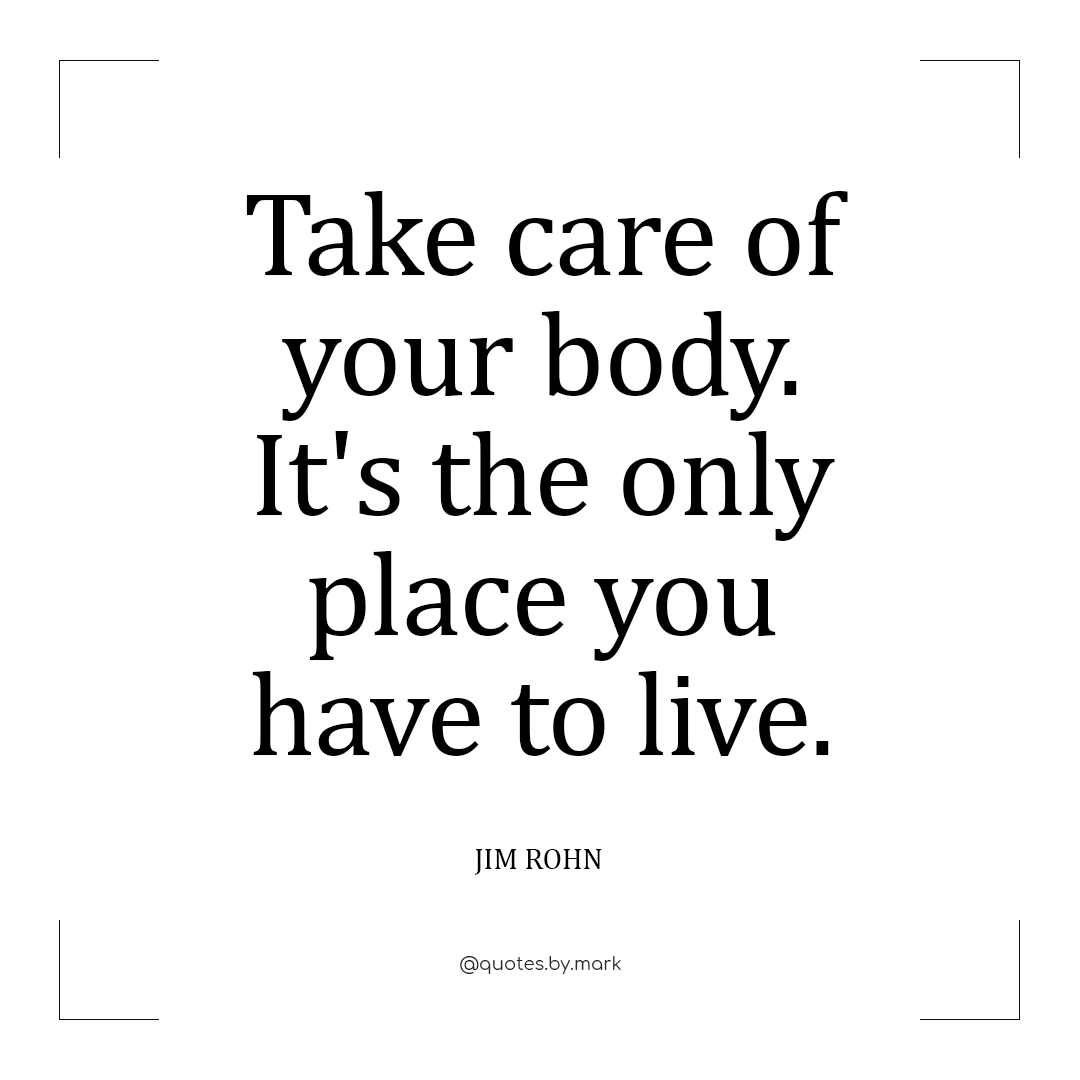 Take care of
your body.
It's the only
place you
have to live.
JIM ROHN
@quotes.by.mark